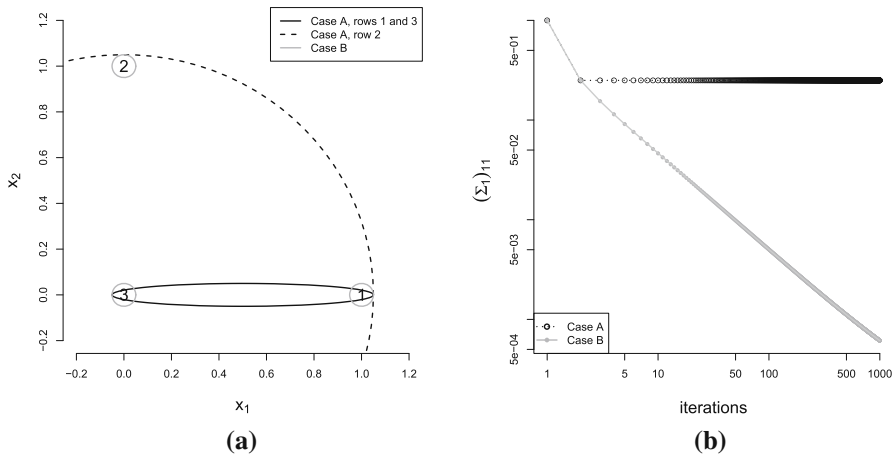 Case A, rows 1 and 3
Case A, row 2
Case B
x2
1.2
1.0
0.8
0.6
0.4
0.2
0.0
−0.2
2
3
1
−0.2 0.0 0.2 0.4 0.6 0.8 1.0 1.2
x1
(a)
(Σ1)11
5e−01
5e−02
5e−03
5e−04
Case A
Case B
1 5 10 50 100 500 1000
iterations
(b)